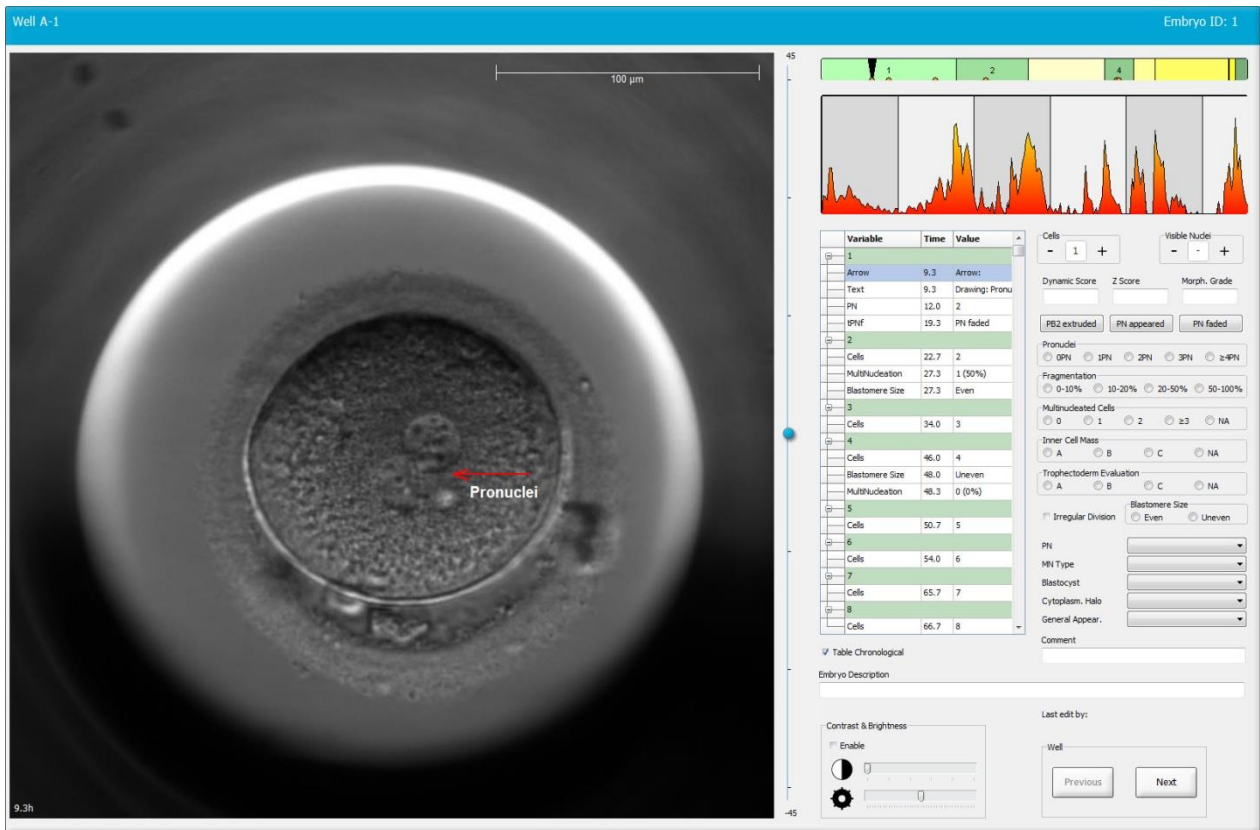 Well A-1 Embryo ID: 1
100 µm
Pronuclei
9.3h
45
-45
1 2 4
Variable Time Value
1
Arrow 9.3 Arrow:
Text 9.3 Drawing: Pronu
PN 12.0 2
tPNf 19.3 PN faded
2
Cells 22.7 2
MultiNucleation 27.3 1 (50%)
Blastomere Size 27.3 Even
3
Cells 34.0 3
4
Cells 46.0 4
Blastomere Size 48.0 Uneven
MultiNucleation 48.3 0 (0%)
5
Cells 50.7 5
6
Cells 54.0 6
7
Cells 65.7 7
8
Cells 66.7 8
Table Chronological
Cells Visible Nuclei
- 1 + - - +
Dynamic Score Z Score Morph. Grade
PB2 extruded PN appeared PN faded
Pronuclei
0PN 1PN 2PN 3PN ≥4PN
Fragmentation
0-10% 10-20% 20-50% 50-100%
Multinucleated Cells
0 1 2 ≥3 NA
Inner Cell Mass
A B C NA
Trophectoderm Evaluation
A B C NA
Blastomere Size
Irregular Division Even Uneven
PN
MN Type
Blastocyst
Cytoplasm. Halo
General Appear.
Comment
Embryo Description
Contrast & Brightness
Enable
Last edit by:
Well
Previous Next